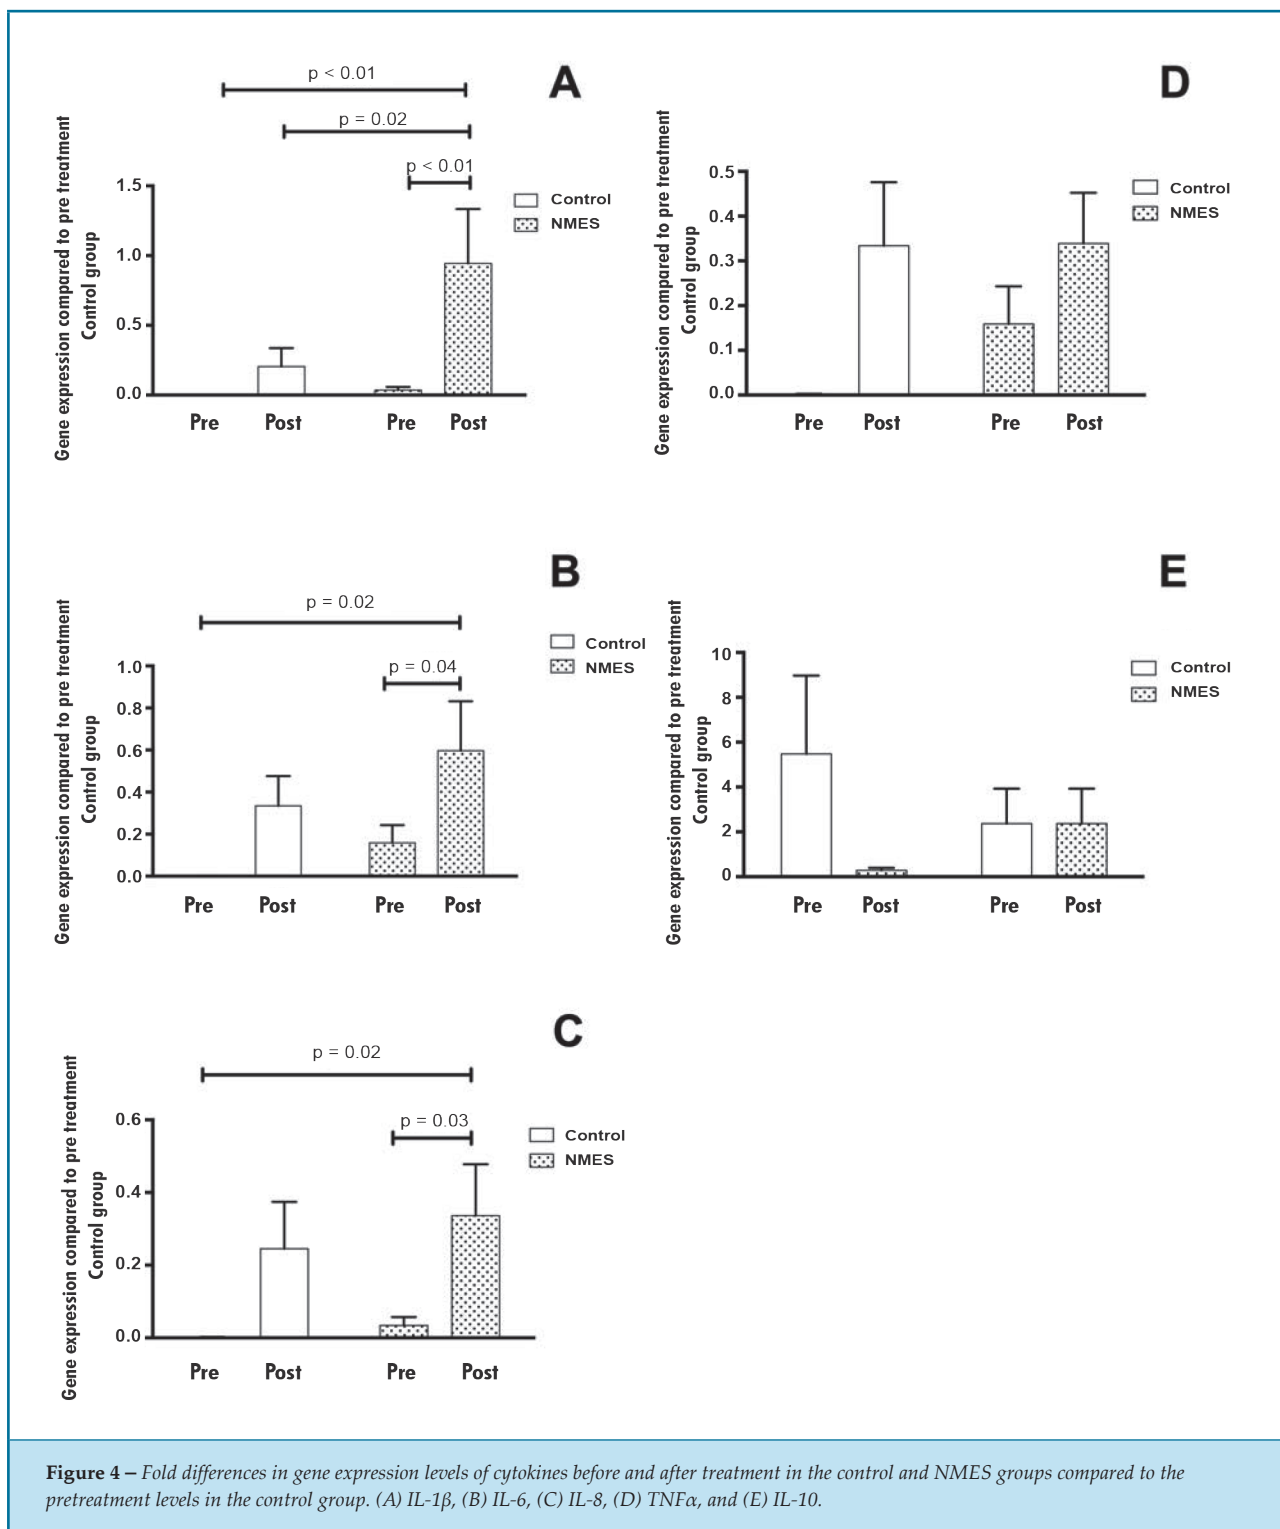 A
p < 0.01
p = 0.02
p < 0.01
Gene expression compared to pre treatment
Control group
1.5
1.0
0.5
0.0
Pre Post Pre Post
Control
NMES
D
Gene expression compared to pre treatment
Control group
0.5
0.4
0.3
0.2
0.1
0.0
Pre Post Pre Post
Control
NMES
B
p = 0.02
p = 0.04
Gene expression compared to pre treatment
Control group
1.0
0.8
0.6
0.4
0.2
0.0
Pre Post Pre Post
Control
NMES
E
Gene expression compared to pre treatment
Control group
10
8
6
4
2
0
Pre Post Pre Post
Control
NMES
C
p = 0.02
p = 0.03
Gene expression compared to pre treatment
Control group
0.6
0.4
0.2
0.0
Pre Post Pre Post
Control
NMES
Figure 4 – Fold differences in gene expression levels of cytokines before and after treatment in the control and NMES groups compared to the
pretreatment levels in the control group. (A) IL-1β, (B) IL-6, (C) IL-8, (D) TNFα, and (E) IL-10.